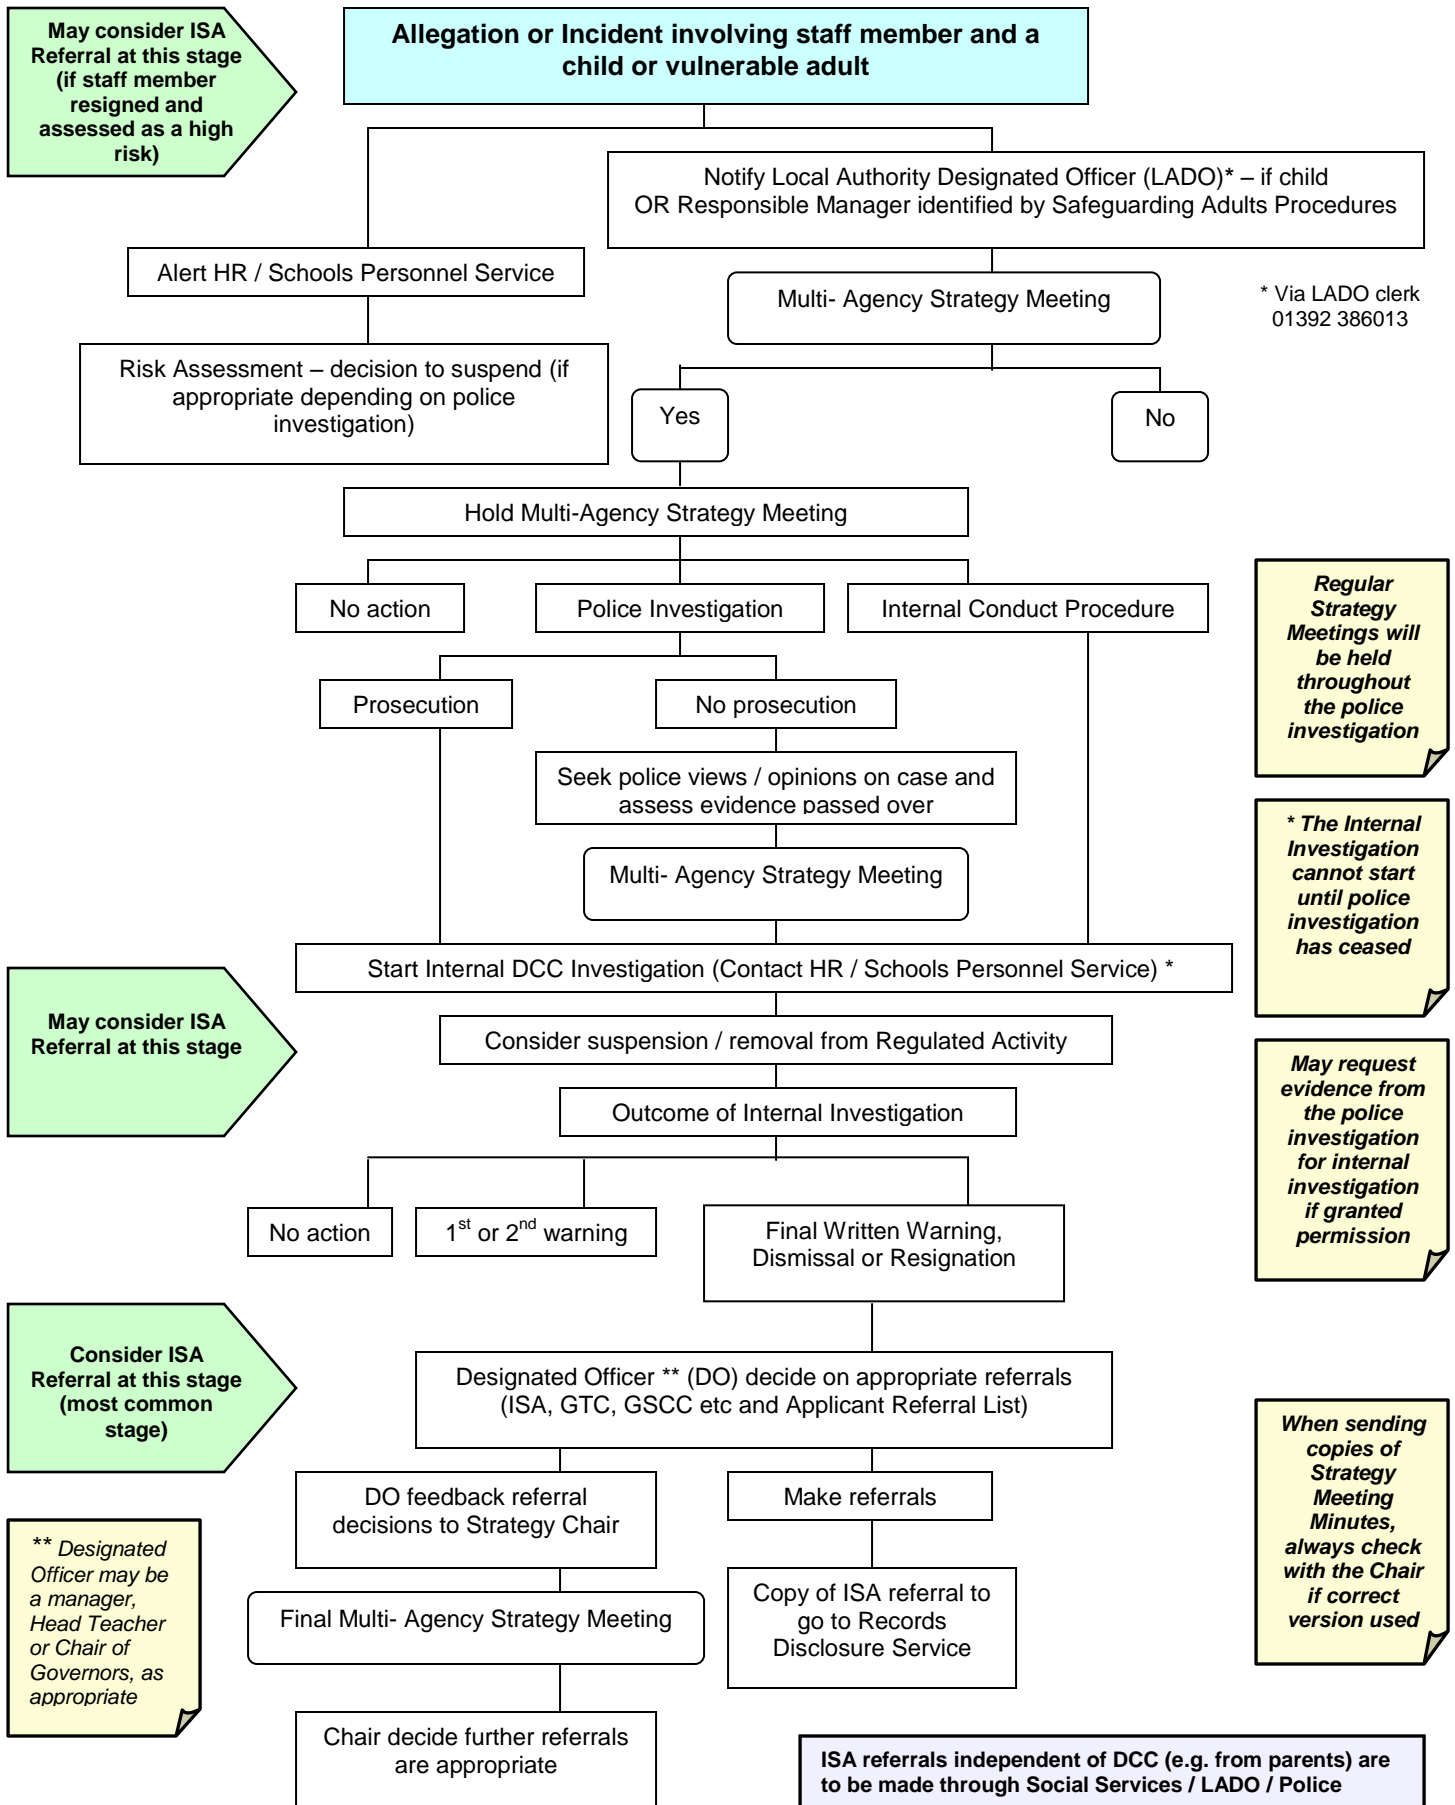 May consider ISA
Referral at this stage
(if staff member
resigned and
assessed as a high
risk)
Allegation or Incident involving staff member and a
child or vulnerable adult
Notify Local Authority Designated Officer (LADO)* – if child
OR Responsible Manager identified by Safeguarding Adults Procedures
Alert HR / Schools Personnel Service
Multi- Agency Strategy Meeting
* Via LADO clerk
01392 386013
Risk Assessment – decision to suspend (if
appropriate depending on police
investigation)
Yes
No
Hold Multi-Agency Strategy Meeting
No action
Police Investigation
Internal Conduct Procedure
Regular
Strategy
Meetings will
be held
throughout
the police
investigation
Prosecution
No prosecution
Seek police views / opinions on case and
assess evidence passed over
Multi- Agency Strategy Meeting
* The Internal
Investigation
cannot start
until police
investigation
has ceased
Start Internal DCC Investigation (Contact HR / Schools Personnel Service) *
May consider ISA
Referral at this stage
Consider suspension / removal from Regulated Activity
Outcome of Internal Investigation
May request
evidence from
the police
investigation
for internal
investigation
if granted
permission
No action
1st or 2nd warning
Final Written Warning,
Dismissal or Resignation
Consider ISA
Referral at this stage
(most common
stage)
Designated Officer ** (DO) decide on appropriate referrals
(ISA, GTC, GSCC etc and Applicant Referral List)
When sending
copies of
Strategy
Meeting
Minutes,
always check
with the Chair
if correct
version used
DO feedback referral
decisions to Strategy Chair
Make referrals
** Designated
Officer may be
a manager,
Head Teacher
or Chair of
Governors, as
appropriate
Final Multi- Agency Strategy Meeting
Copy of ISA referral to
go to Records
Disclosure Service
Chair decide further referrals
are appropriate
ISA referrals independent of DCC (e.g. from parents) are
to be made through Social Services / LADO / Police